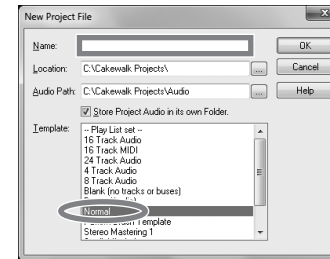 New Project File
Name:
OK
Location: C:\Cakewalk Projects\ ... Cancel
Audio Path: C:\Cakewalk Projects\Audio ... Help
Store Project Audio in its own Folder.
Template: -- Play List set --
16 Track Audio
16 Track MIDI
24 Track Audio
4 Track Audio
8 Track Audio
Blank (no tracks or buses)
Normal
Template
Stereo Mastering 1